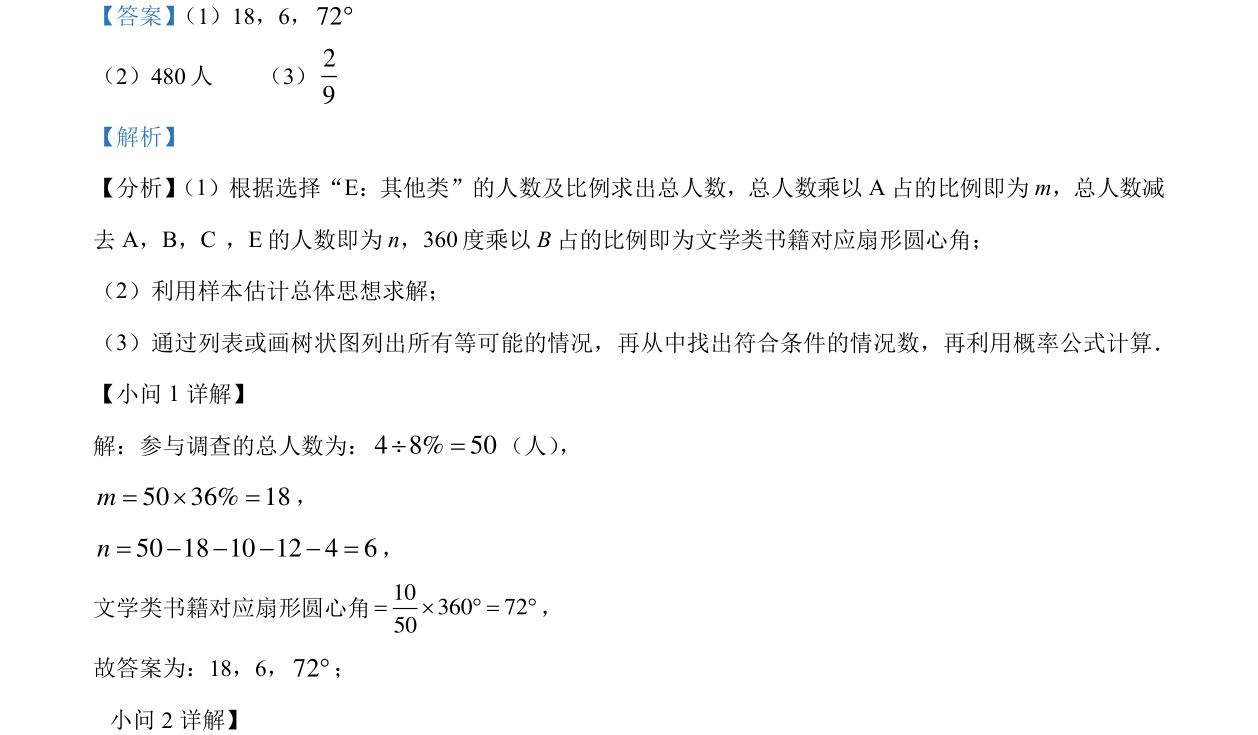 【答案】（1）18，6，72°
（2）480人 （3）2/9
【解析】
【分析】（1）根据选择“E：其他类”的人数及比例求出总人数，总人数乘以 A 占的比例即为 m，总人数减
去 A，B，C ，E 的人数即为 n，360 度乘以 B 占的比例即为文学类书籍对应扇形圆心角；
（2）利用样本估计总体思想求解；
（3）通过列表或画树状图列出所有等可能的情况，再从中找出符合条件的情况数，再利用概率公式计算．
【小问 1 详解】
解：参与调查的总人数为：4÷8% =50（人），
m = 50×36% =18，
n = 50−18−10−12−4 = 6，
文学类书籍对应扇形圆心角 = 10/50 ×360° = 72°，
故答案为：18，6，72°；
小问 2 详解】